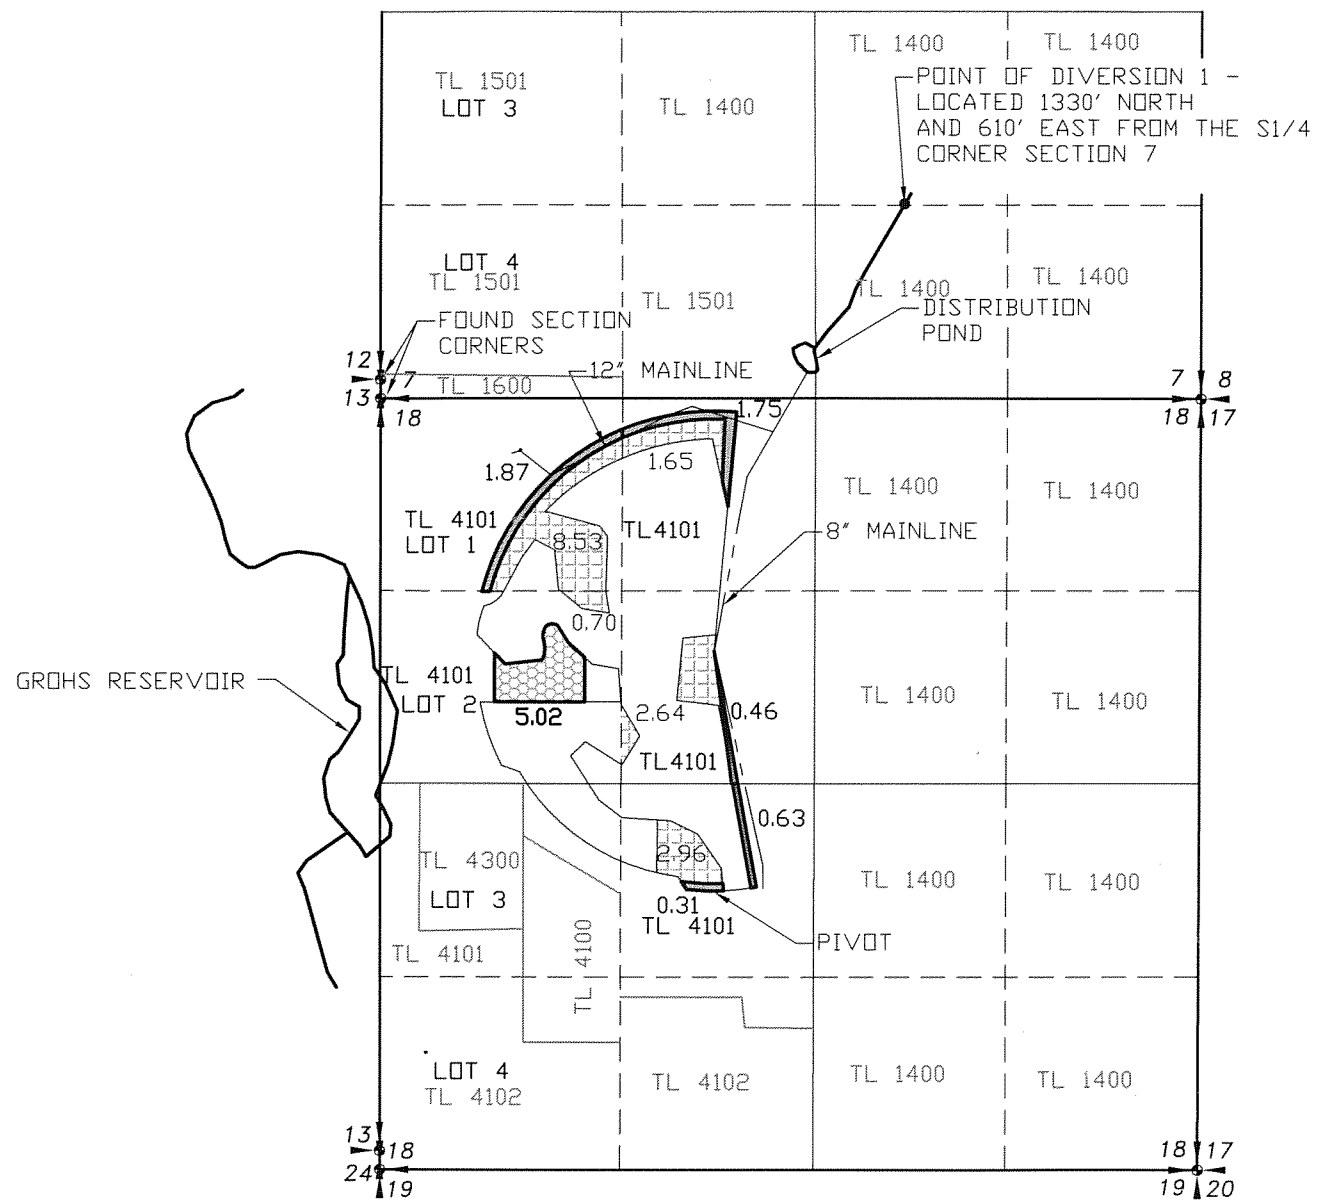 TL 1400
TL 1400
TL 1501
LOT 3
TL 1400
POINT OF DIVERSION 1 -
LOCATED 1330' NORTH
AND 610' EAST FROM THE S1/4
CORNER SECTION 7
LOT 4
TL 1501
TL 1501
TL 1400
TL 1400
DISTRIBUTION
POND
FOUND SECTION
CORNERS
12
7
13
18
TL 1600
12" MAINLINE
7
8
18
17
1.75
1.87
1.65
TL 1400
TL 1400
TL 4101
LOT 1
TL4101
8.53
8" MAINLINE
0.70
GROHS RESERVOIR
TL 4101
LOT 2
5.02
2.64
0.46
TL 1400
TL 1400
TL4101
0.63
TL 4300
LOT 3
2.96
TL 1400
TL 1400
0.31
TL 4101
TL 4101
TL 4100
PIVOT
LOT 4
TL 4102
TL 4102
TL 1400
TL 1400
13
18
24
19
18
17
19
20